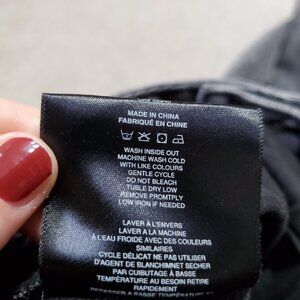 MADE IN CHINA
FABRIQUÉ EN CHINE
WASH INSIDE OUT
MACHINE WASH COLD
WITH LIKE COLOURS
GENTLE CYCLE
DO NOT BLEACH
TUBLE DRY LOW
REMOVE PROMPTLY
LOW IRON IF NEEDED
LAVER À L'ENVERS
LAVER A LA MACHINE
A L'EAU FROIDE AVEC DES COULEURS
SIMILAIRES
CYCLE DÉLICAT NE PAS UTILISER
D'AGENT DE BLANCHIMNET SECHER
PAR CUIBUTAGE À BASSE
TEMPÉRATURE AU BESOIN RETIRE
RAPIDEMENT
REPASSER A BASSE TEMPÉRATURE